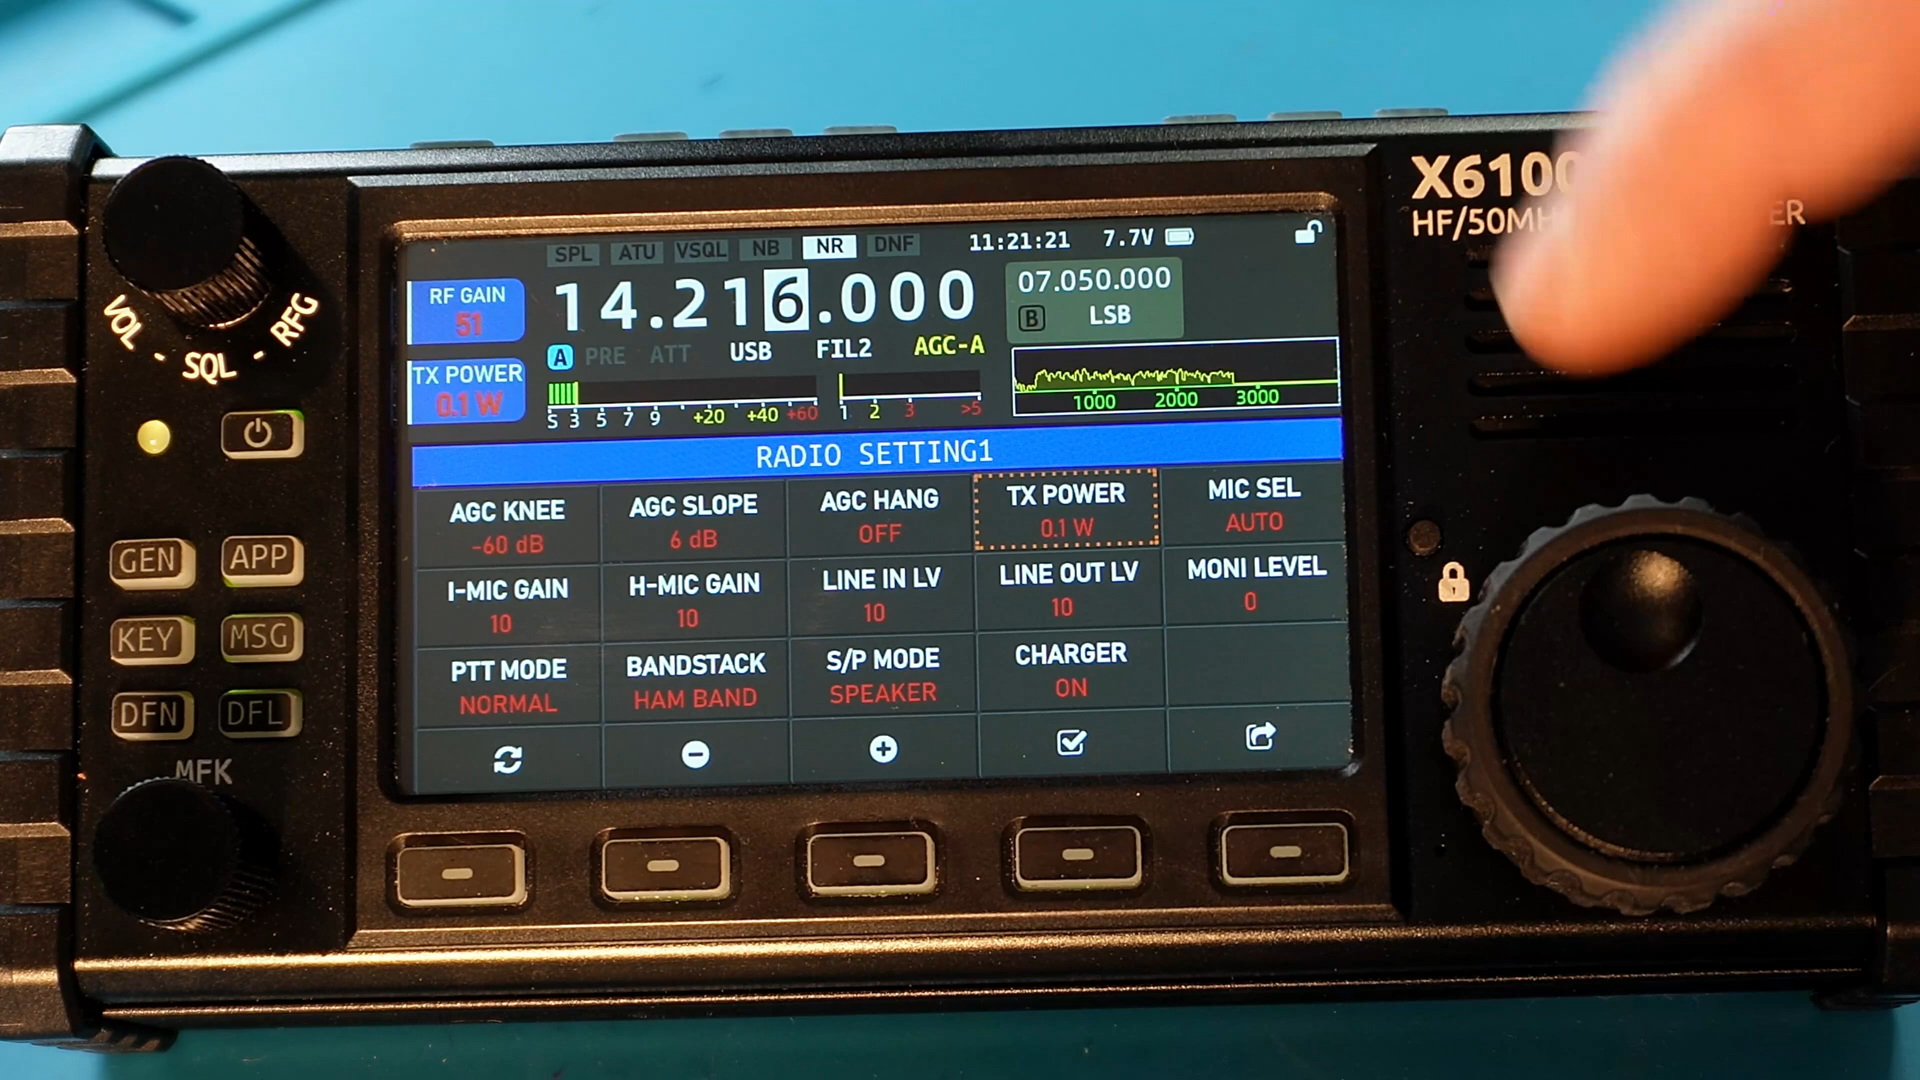 X6100
HF/50MH
ER
VOL - SQL - RFG
GEN APP
KEY MSG
DFN DFL
MFK
SPL ATU VSQL NB NR DNF 11:21:21 7.7V
RF GAIN
51
14.216.000
07.050.000
B LSB
TX POWER
0.1 W
A PRE ATT USB FIL2 AGC-A
S 3 5 7 9 +20 +40 +60 1 2 3 >5
1000 2000 3000
RADIO SETTING1
AGC KNEE AGC SLOPE AGC HANG TX POWER MIC SEL
-60 dB 6 dB OFF 0.1 W AUTO
I-MIC GAIN H-MIC GAIN LINE IN LV LINE OUT LV MONI LEVEL
10 10 10 10 0
PTT MODE BANDSTACK S/P MODE CHARGER
NORMAL HAM BAND SPEAKER ON